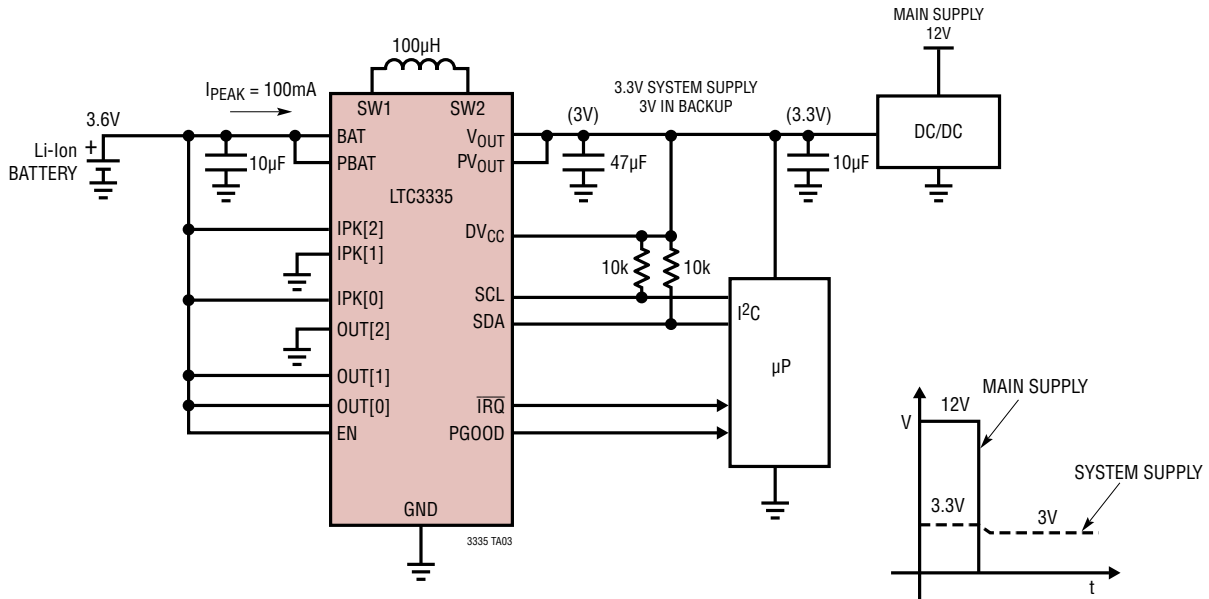 MAIN SUPPLY
12V
100µH
I_PEAK = 100mA
3.3V SYSTEM SUPPLY
3V IN BACKUP
SW1
SW2
3.6V
(3V)
(3.3V)
DC/DC
Li-Ion
BATTERY
+
BAT
V_OUT
10µF
PBAT
PV_OUT
47µF
10µF
LTC3335
IPK[2]
DV_CC
IPK[1]
10k
10k
IPK[0]
SCL
I²C
OUT[2]
SDA
µP
OUT[1]
OUT[0]
IRQ
EN
PGOOD
GND
3335 TA03
MAIN SUPPLY
12V
V
SYSTEM SUPPLY
3.3V
3V
t